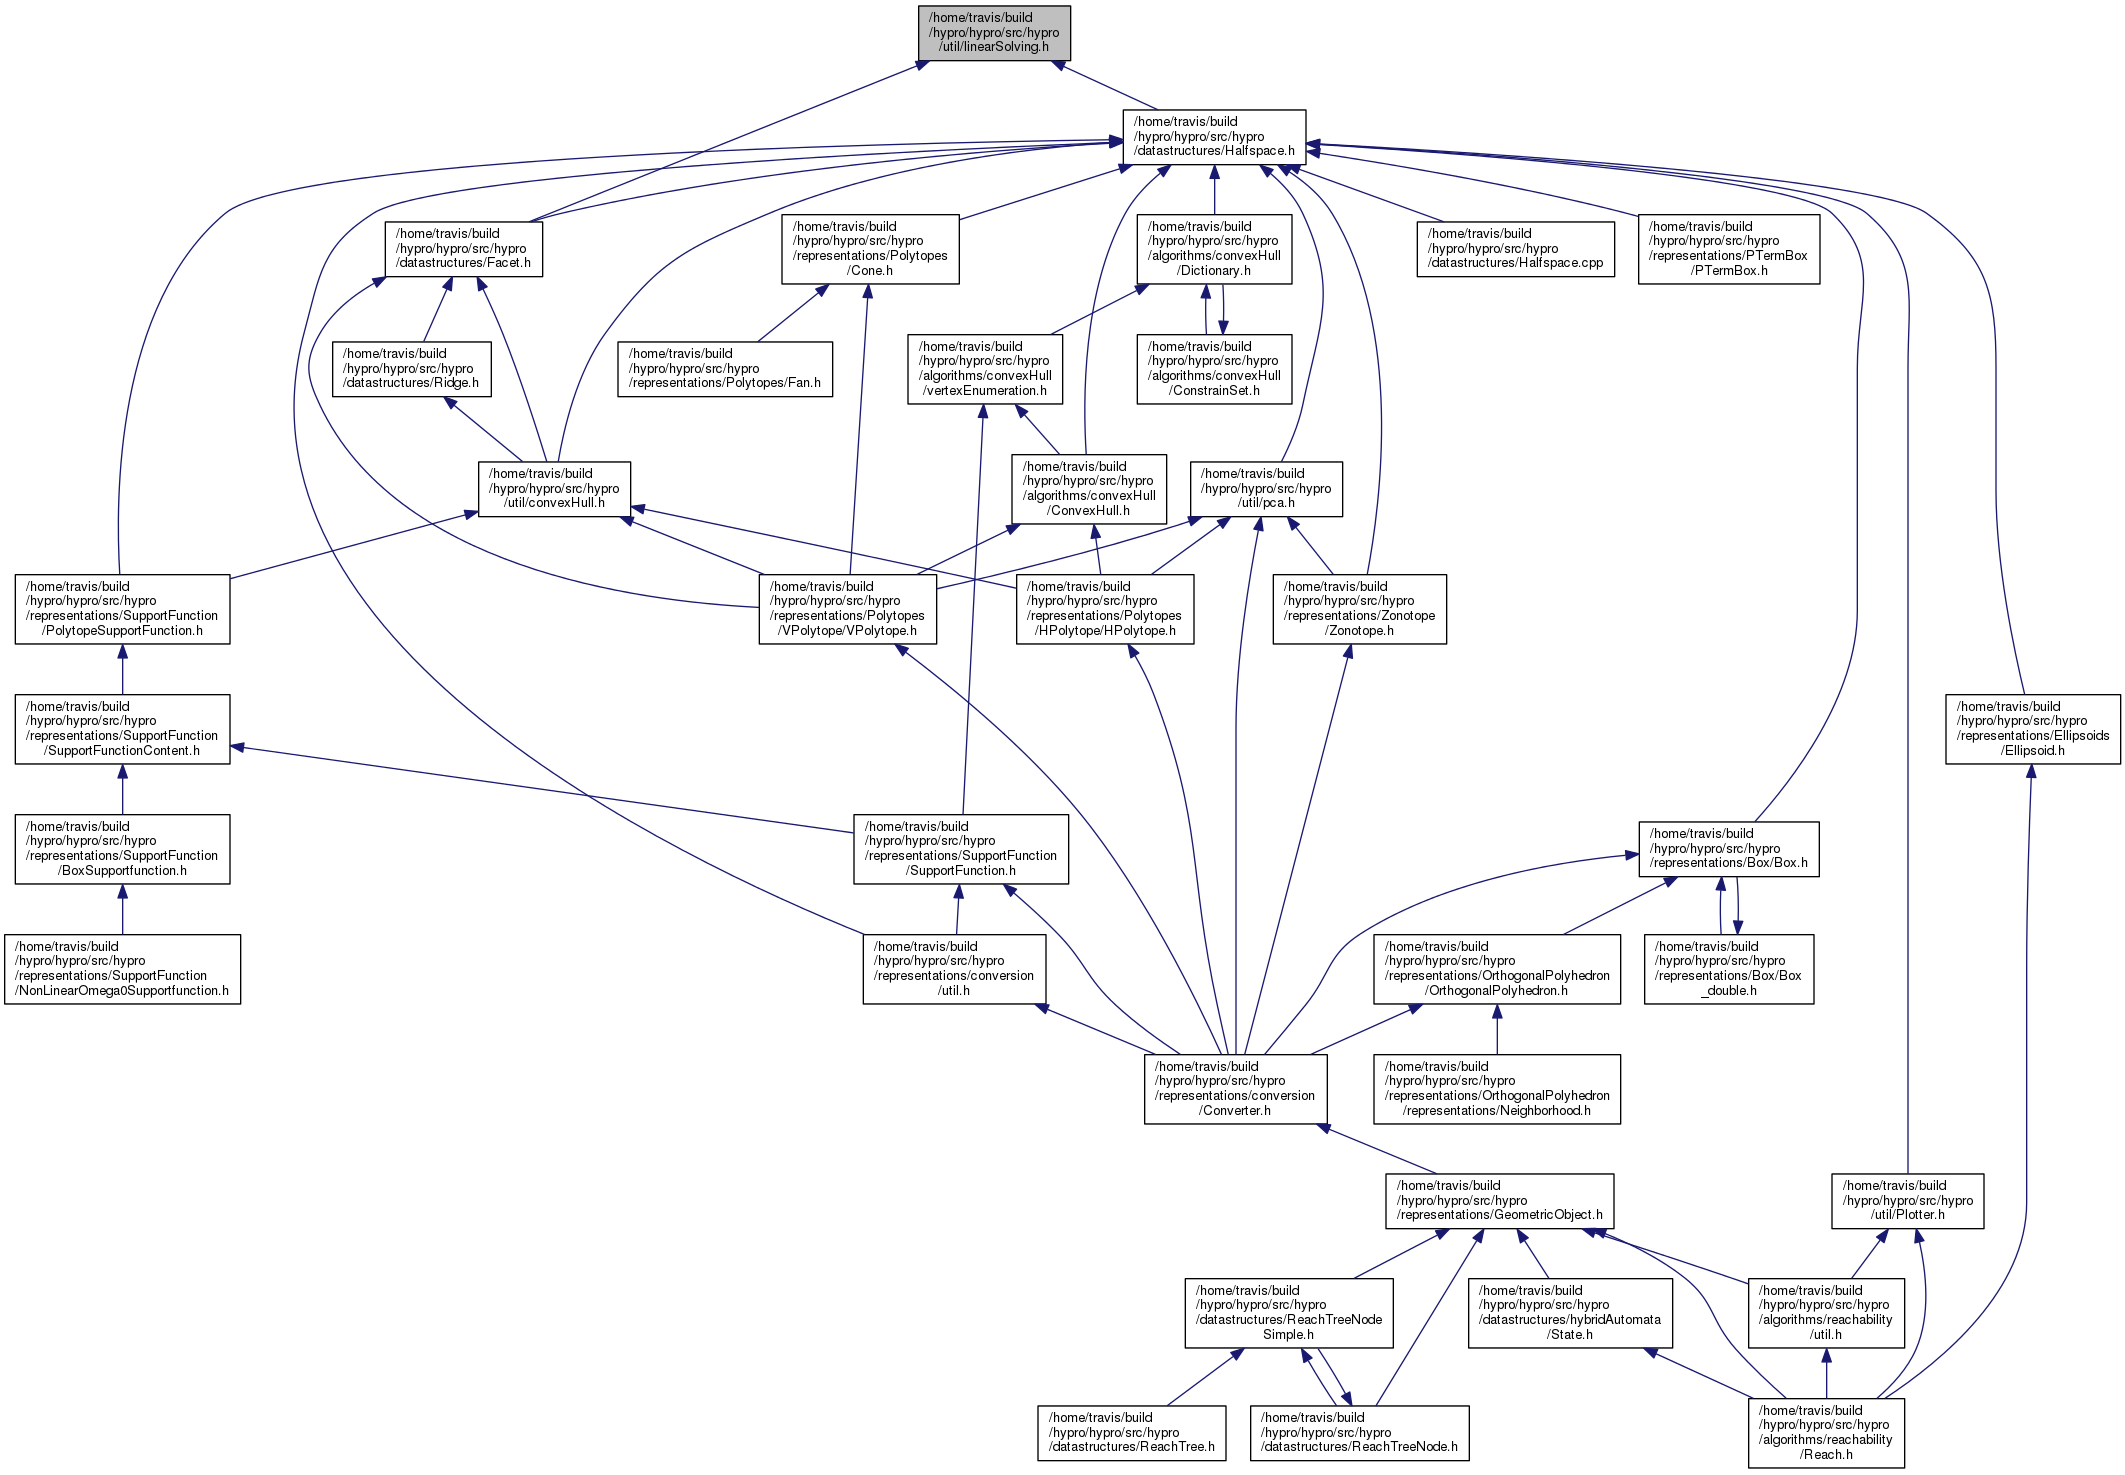 /home/travis/build
/hypro/hypro/src/hypro
/util/linearSolving.h
/home/travis/build
/hypro/hypro/src/hypro
/datastructures/Halfspace.h
/home/travis/build
/hypro/hypro/src/hypro
/datastructures/Facet.h
/home/travis/build
/hypro/hypro/src/hypro
/representations/Polytopes
/Cone.h
/home/travis/build
/hypro/hypro/src/hypro
/algorithms/convexHull
/Dictionary.h
/home/travis/build
/hypro/hypro/src/hypro
/datastructures/Halfspace.cpp
/home/travis/build
/hypro/hypro/src/hypro
/representations/PTermBox
/PTermBox.h
/home/travis/build
/hypro/hypro/src/hypro
/datastructures/Ridge.h
/home/travis/build
/hypro/hypro/src/hypro
/representations/Polytopes/Fan.h
/home/travis/build
/hypro/hypro/src/hypro
/algorithms/convexHull
/vertexEnumeration.h
/home/travis/build
/hypro/hypro/src/hypro
/algorithms/convexHull
/ConstrainSet.h
/home/travis/build
/hypro/hypro/src/hypro
/util/convexHull.h
/home/travis/build
/hypro/hypro/src/hypro
/algorithms/convexHull
/ConvexHull.h
/home/travis/build
/hypro/hypro/src/hypro
/util/pca.h
/home/travis/build
/hypro/hypro/src/hypro
/representations/SupportFunction
/PolytopeSupportFunction.h
/home/travis/build
/hypro/hypro/src/hypro
/representations/Polytopes
/VPolytope/VPolytope.h
/home/travis/build
/hypro/hypro/src/hypro
/representations/Polytopes
/HPolytope/HPolytope.h
/home/travis/build
/hypro/hypro/src/hypro
/representations/Zonotope
/Zonotope.h
/home/travis/build
/hypro/hypro/src/hypro
/representations/SupportFunction
/SupportFunctionContent.h
/home/travis/build
/hypro/hypro/src/hypro
/representations/Ellipsoids
/Ellipsoid.h
/home/travis/build
/hypro/hypro/src/hypro
/representations/SupportFunction
/BoxSupportfunction.h
/home/travis/build
/hypro/hypro/src/hypro
/representations/SupportFunction
/SupportFunction.h
/home/travis/build
/hypro/hypro/src/hypro
/representations/Box/Box.h
/home/travis/build
/hypro/hypro/src/hypro
/representations/SupportFunction
/NonLinearOmega0Supportfunction.h
/home/travis/build
/hypro/hypro/src/hypro
/representations/conversion
/util.h
/home/travis/build
/hypro/hypro/src/hypro
/representations/OrthogonalPolyhedron
/OrthogonalPolyhedron.h
/home/travis/build
/hypro/hypro/src/hypro
/representations/Box/Box
_double.h
/home/travis/build
/hypro/hypro/src/hypro
/representations/conversion
/Converter.h
/home/travis/build
/hypro/hypro/src/hypro
/representations/OrthogonalPolyhedron
/representations/Neighborhood.h
/home/travis/build
/hypro/hypro/src/hypro
/representations/GeometricObject.h
/home/travis/build
/hypro/hypro/src/hypro
/util/Plotter.h
/home/travis/build
/hypro/hypro/src/hypro
/datastructures/ReachTreeNode
Simple.h
/home/travis/build
/hypro/hypro/src/hypro
/datastructures/hybridAutomata
/State.h
/home/travis/build
/hypro/hypro/src/hypro
/algorithms/reachability
/util.h
/home/travis/build
/hypro/hypro/src/hypro
/datastructures/ReachTree.h
/home/travis/build
/hypro/hypro/src/hypro
/datastructures/ReachTreeNode.h
/home/travis/build
/hypro/hypro/src/hypro
/algorithms/reachability
/Reach.h